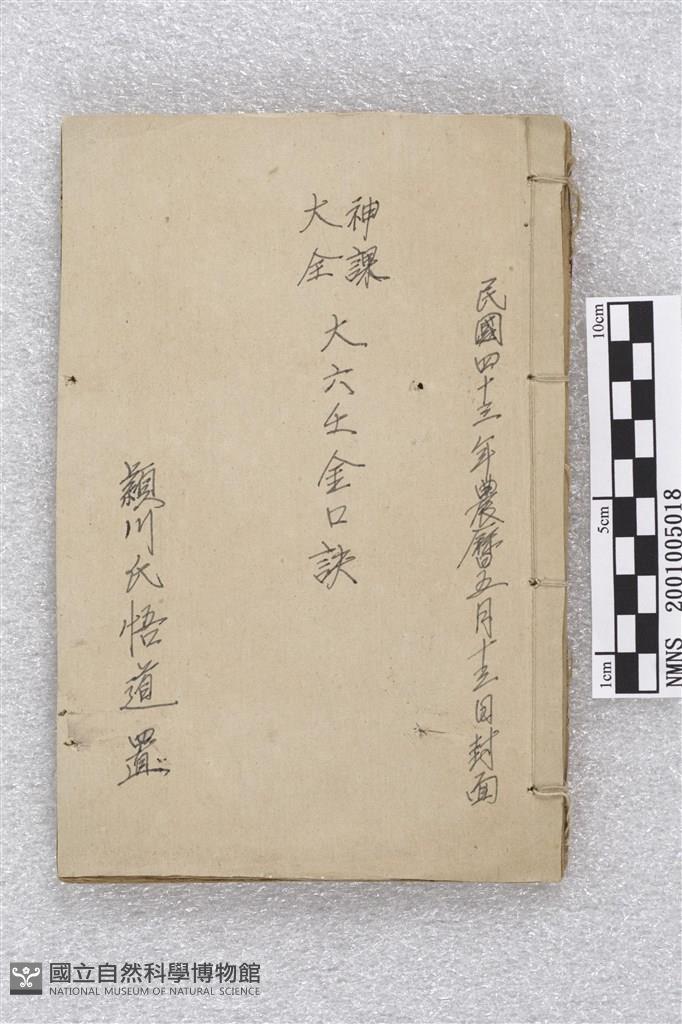 民國四十三年農曆五月十五日封面
神課
大全
大六壬金口訣
頴川氏悟道置
10cm
5cm
1cm
NMNS 2001005018
國立自然科學博物館
NATIONAL MUSEUM OF NATURAL SCIENCE